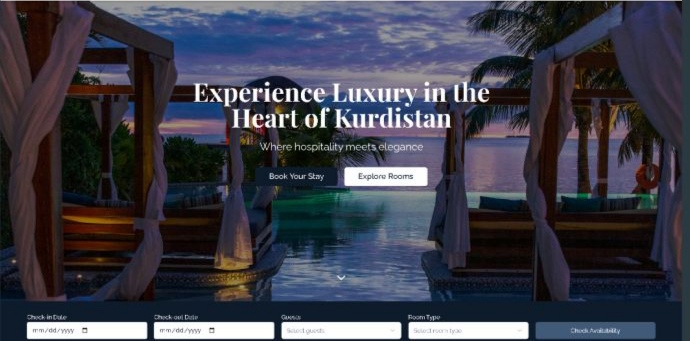 Experience Luxury in the
Heart of Kurdistan
Where hospitality meets elegance
Book Your Stay
Explore Rooms
Check-in Date
Check-out Date
Guests
Room Type
mm/dd/yyyy
mm/dd/yyyy
Select guests
Select room type
Check Availability